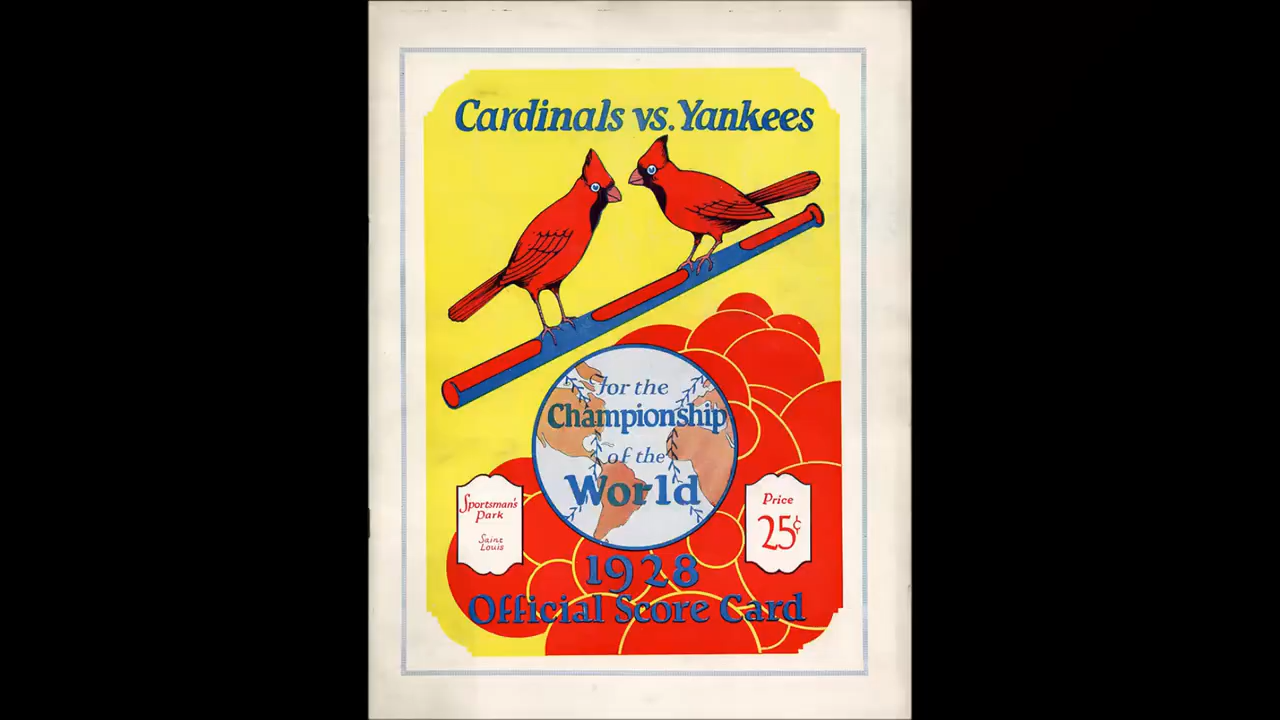 Cardinals vs. Yankees
for the
Championship
of the
World
Sportsman's
Park
Saint
Louis
Price
25¢
1928
Official Score Card